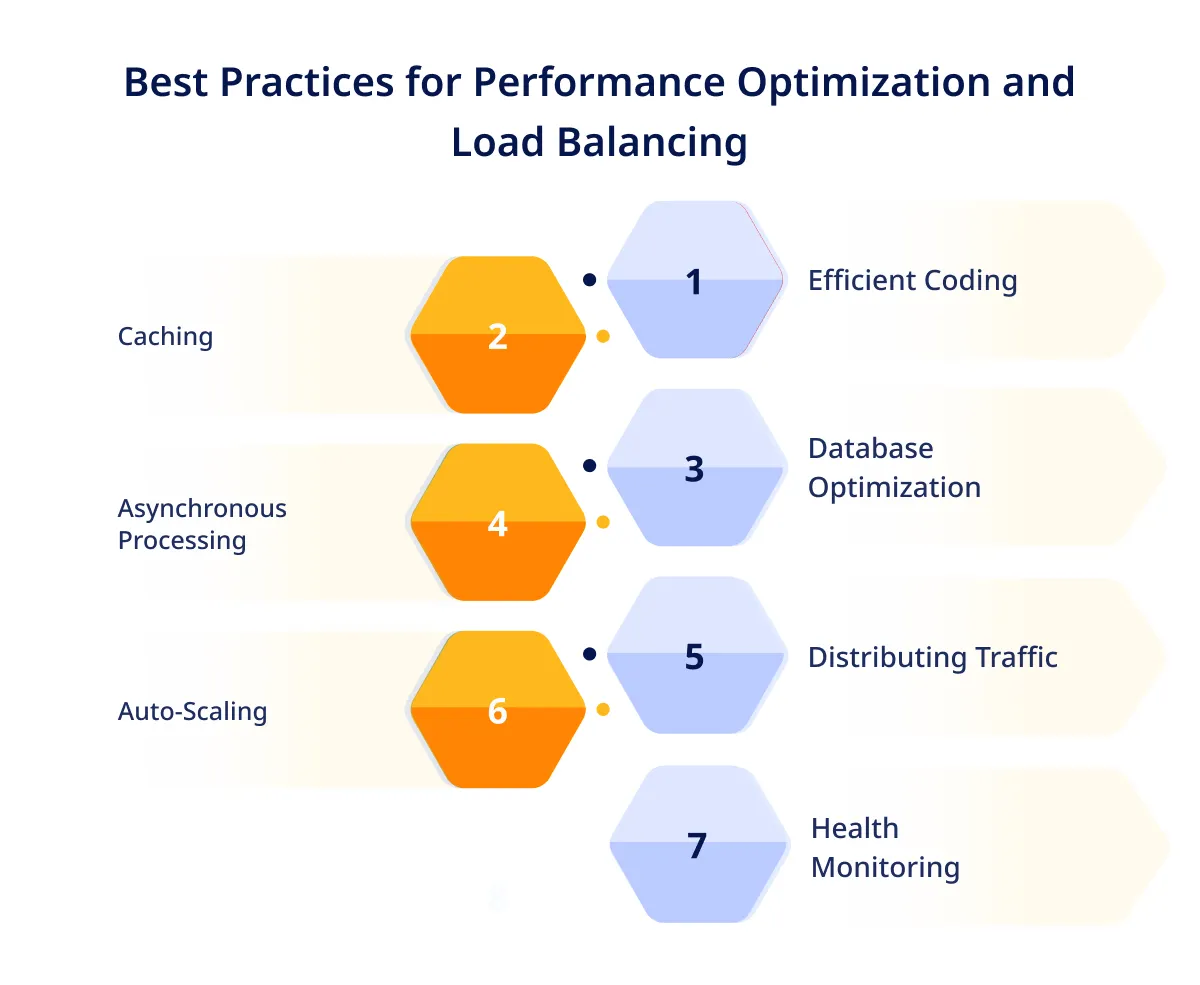 Best Practices for Performance Optimization and
Load Balancing
1
Efficient Coding
2
Caching
3
Database
Optimization
4
Asynchronous
Processing
5
Distributing Traffic
6
Auto-Scaling
7
Health
Monitoring